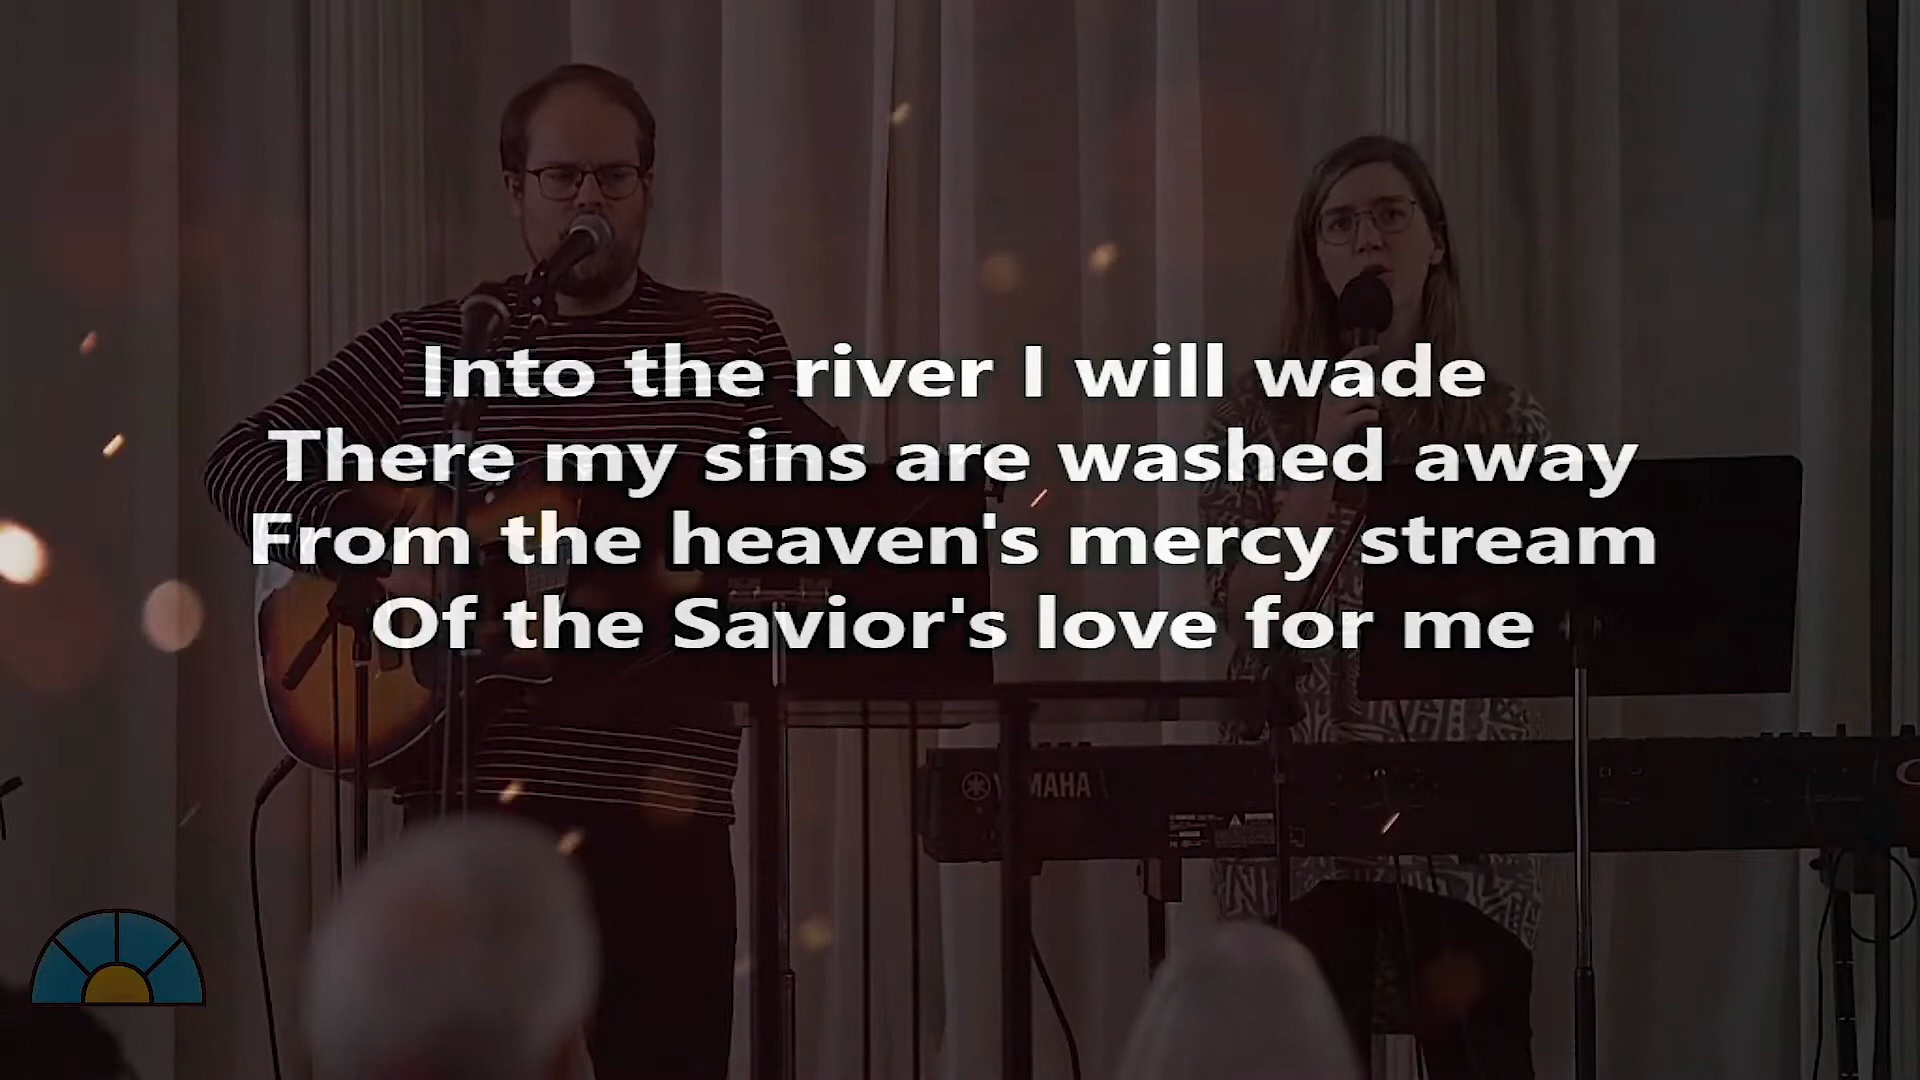 Into the river I will wade
There my sins are washed away
From the heaven's mercy stream
Of the Savior's love for me
YAMAHA